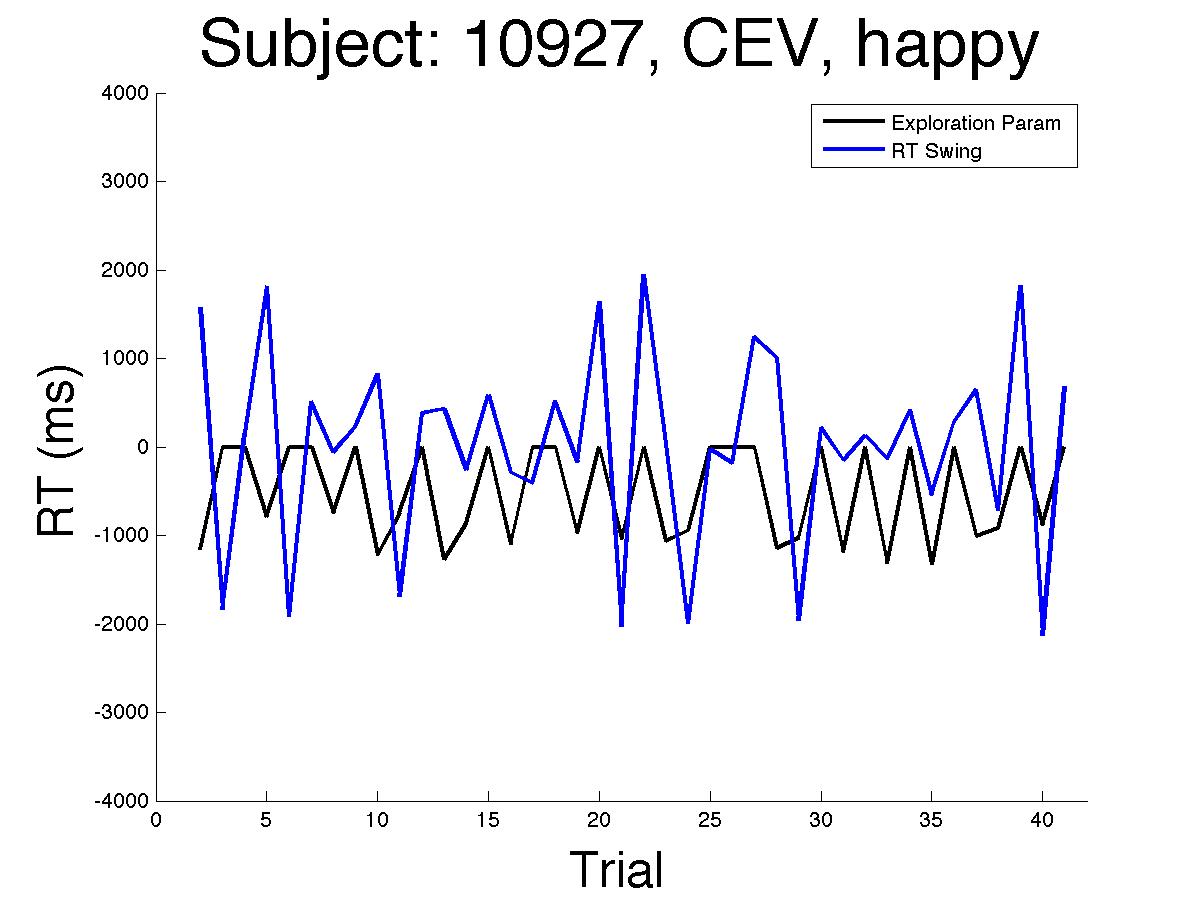 Subject: 10927, CEV, happy
Exploration Param
RT Swing
4000
3000
2000
1000
0
-1000
-2000
-3000
-4000
RT (ms)
0 5 10 15 20 25 30 35 40
Trial